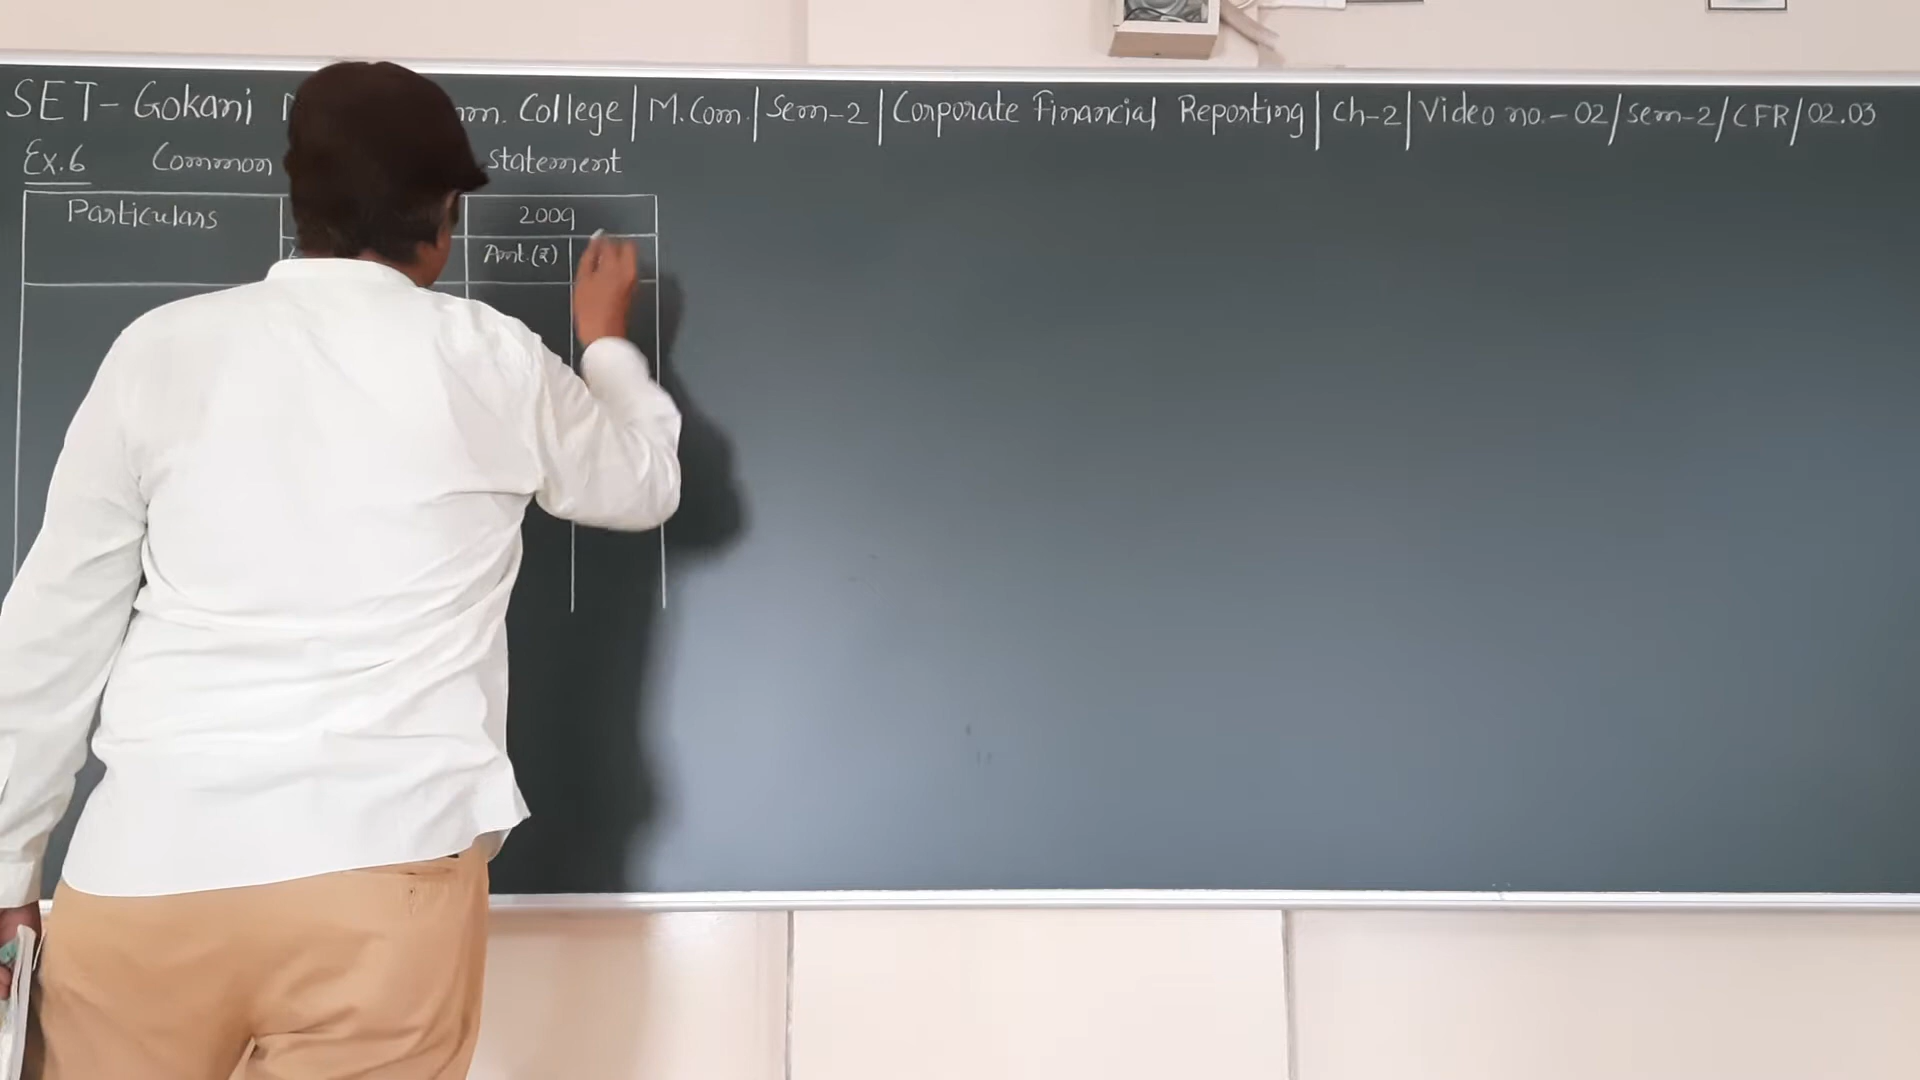 SET- Gokani College | M.Com. | Sem-2 | Corporate Financial Reporting | Ch-2 | Video no.- 02/sem-2/CFR/02.03
Ex.6 Common statement
Particulars 2009
Amt.(₹)